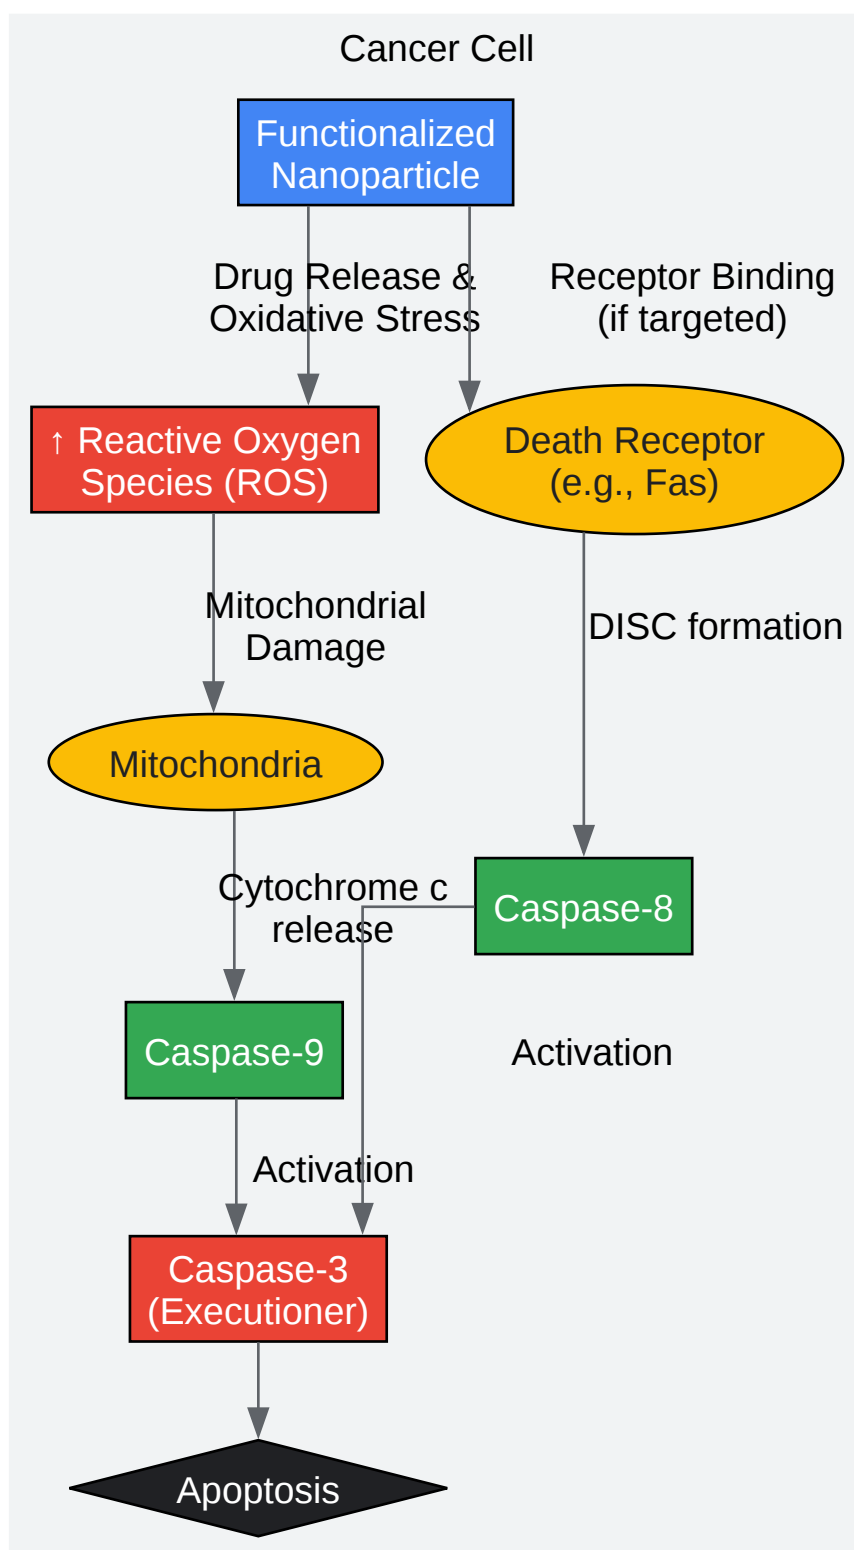 Cancer Cell
Functionalized
Nanoparticle
Drug Release &
Oxidative Stress
Receptor Binding
(if targeted)
↑ Reactive Oxygen
Species (ROS)
Death Receptor
(e.g., Fas)
Mitochondrial
Damage
DISC formation
Mitochondria
Cytochrome c
release
Caspase-8
Caspase-9
Activation
Activation
Caspase-3
(Executioner)
Apoptosis